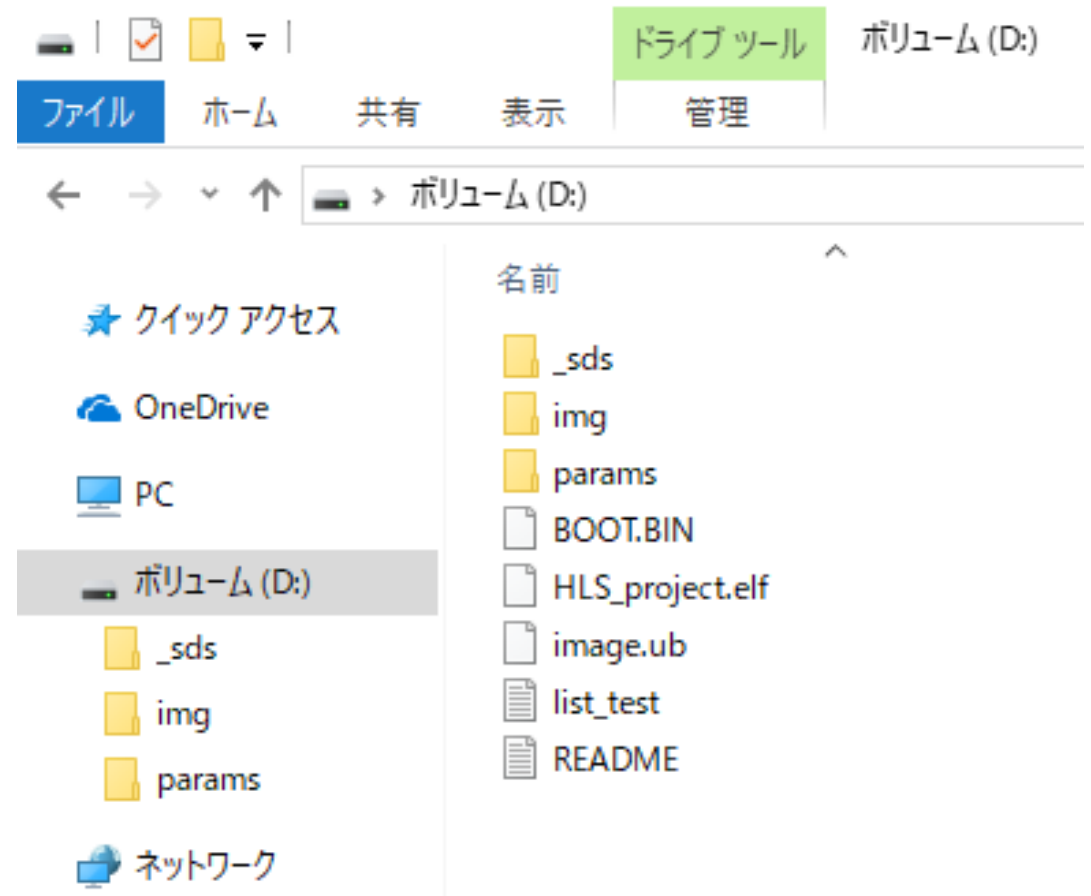 ドライブ ツール
ボリューム (D:)
ファイル ホーム 共有 表示 管理
ボリューム (D:)
クイック アクセス
OneDrive
PC
ボリューム (D:)
_sds
img
params
ネットワーク
名前
_sds
img
params
BOOT.BIN
HLS_project.elf
image.ub
list_test
README